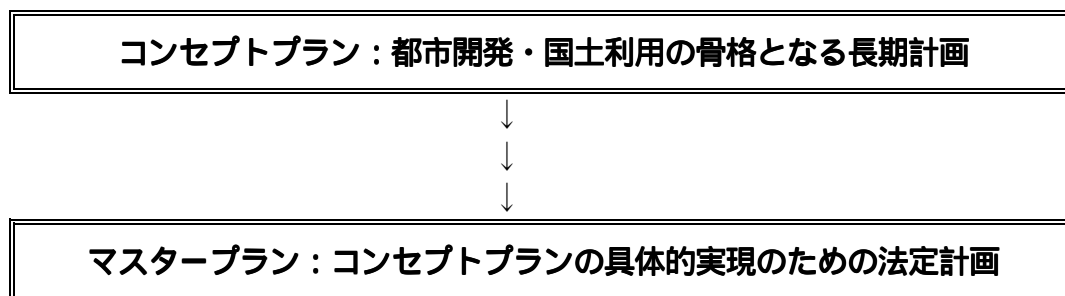 コンセプトプラン：都市開発・国土利用の骨格となる長期計画
↓
↓
↓
マスタープラン：コンセプトプランの具体的実現のための法定計画